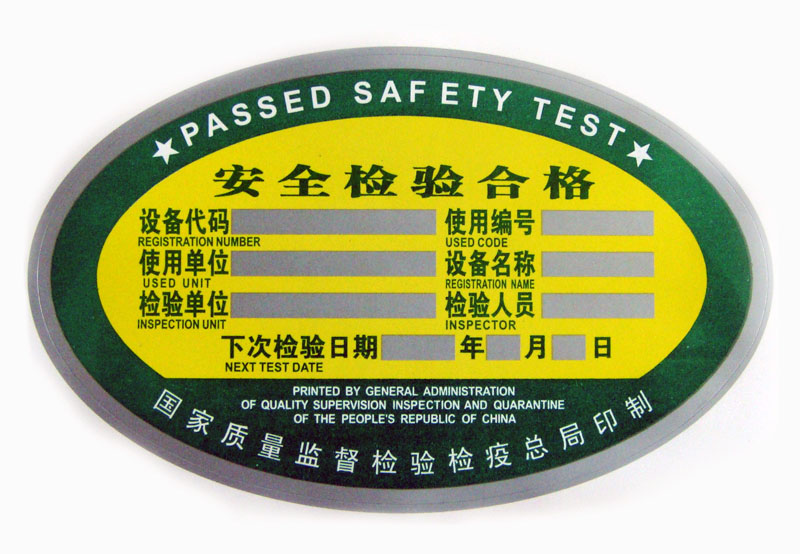 ★PASSED SAFETY TEST★
安全检验合格
设备代码 使用编号
REGISTRATION NUMBER USED CODE
使用单位 设备名称
USED UNIT REGISTRATION NAME
检验单位 检验人员
INSPECTION UNIT INSPECTOR
下次检验日期 年 月 日
NEXT TEST DATE
PRINTED BY GENERAL ADMINISTRATION
OF QUALITY SUPERVISION INSPECTION AND QUARANTINE
OF THE PEOPLE'S REPUBLIC OF CHINA
国家质量监督检验检疫总局印制